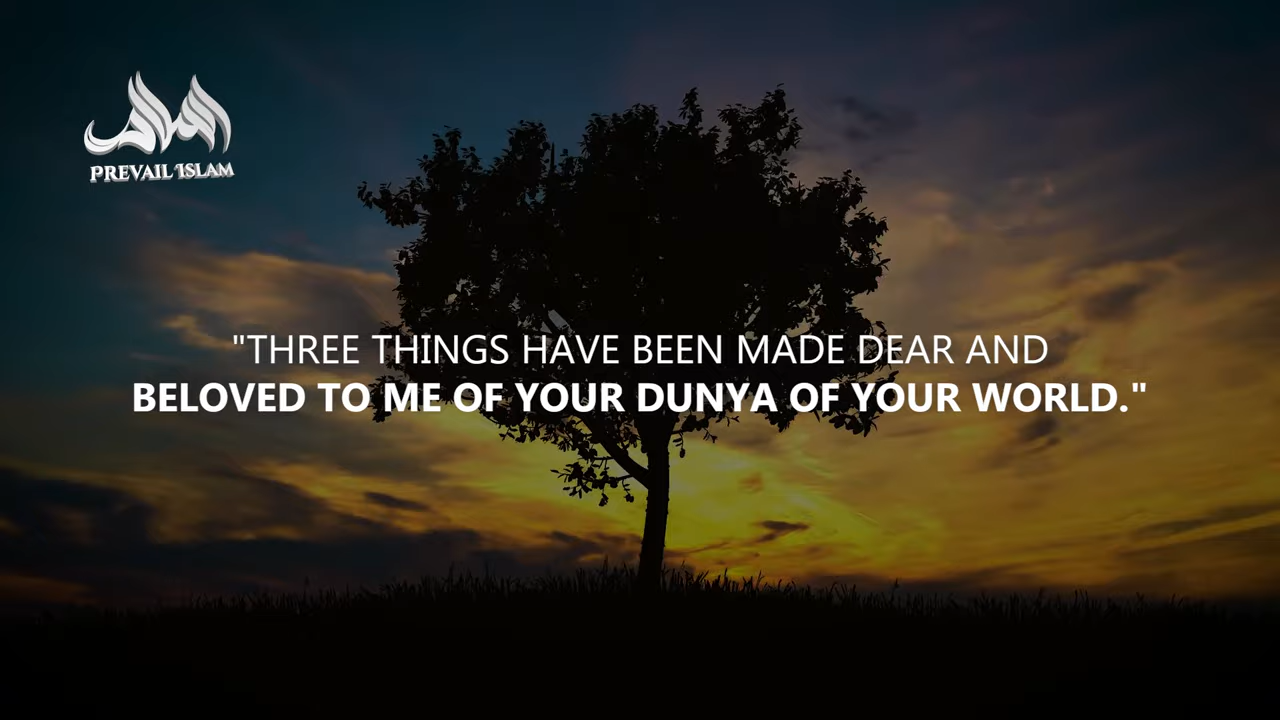 PREVAIL ISLAM
"THREE THINGS HAVE BEEN MADE DEAR AND
BELOVED TO ME OF YOUR DUNYA OF YOUR WORLD."